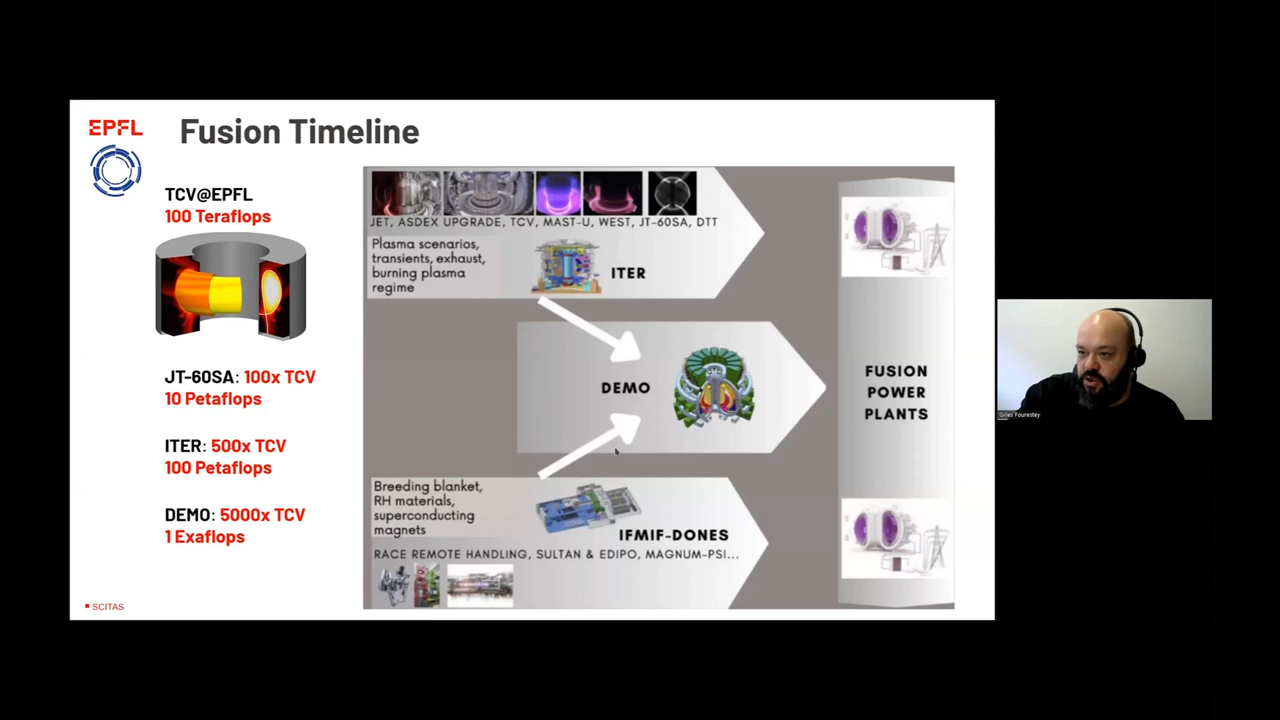 EPFL
Fusion Timeline
TCV@EPFL
100 Teraflops
JT-60SA: 100x TCV
10 Petaflops
ITER: 500x TCV
100 Petaflops
DEMO: 5000x TCV
1 Exaflops
SCITAS
JET, ASDEX UPGRADE, TCV, MAST-U, WEST, JT-60SA, DTT
Plasma scenarios,
transients, exhaust,
burning plasma
regime
ITER
DEMO
Breeding blanket,
RH materials,
superconducting
magnets
IFMIF-DONES
RACE REMOTE HANDLING, SULTAN & EDIPO, MAGNUM-PSI...
FUSION
POWER
PLANTS
Gilles Fourestey